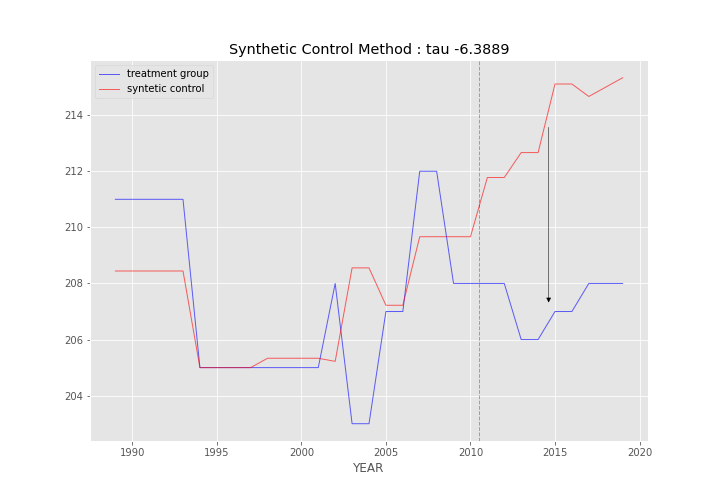 Synthetic Control Method : tau -6.3889
treatment group
syntetic control
214
212
210
208
206
204
1990 1995 2000 2005 2010 2015 2020
YEAR